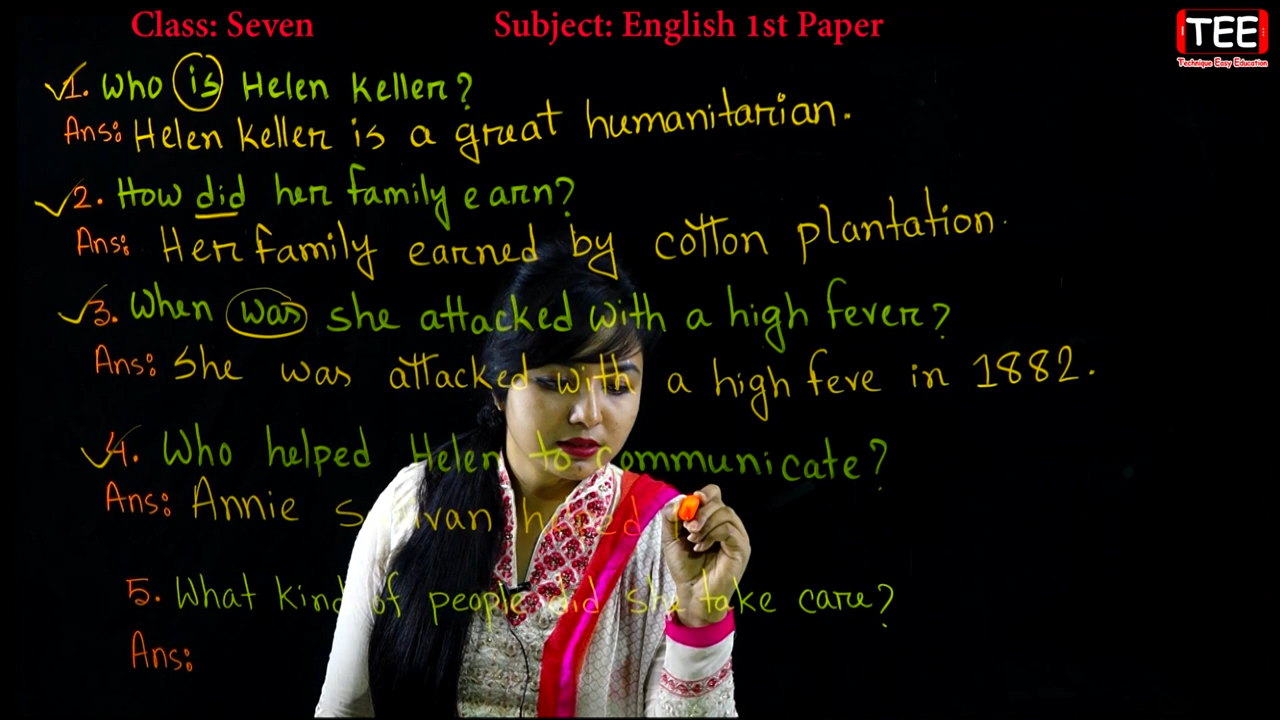 Class: Seven
Subject: English 1st Paper
TEE
Technique Easy Education
1. Who is Helen Keller?
Ans: Helen Keller is a great humanitarian.
2. How did her family earn?
Ans: Her family earned by cotton plantation.
3. When was she attacked with a high fever?
Ans: She was attacked with a high feve in 1882.
4. Who helped Helen to communicate?
Ans: Annie
5. What kind of people did she take care?
Ans: